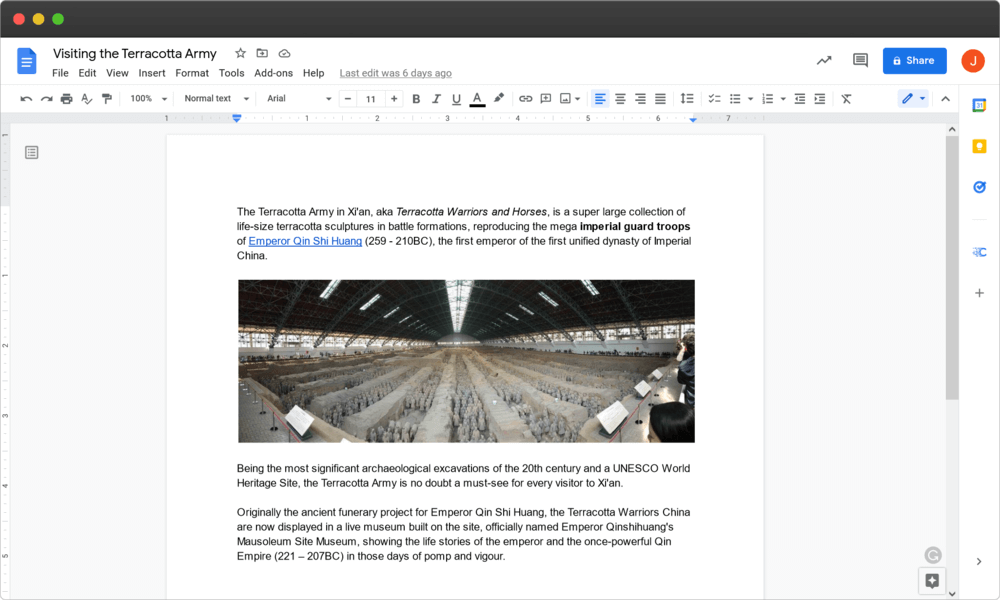 Visiting the Terracotta Army
File Edit View Insert Format Tools Add-ons Help Last edit was 6 days ago
Share
J
100% Normal text Arial 11 B I U A
1 1 2 3 4 5 6 7
The Terracotta Army in Xi'an, aka Terracotta Warriors and Horses, is a super large collection of
life-size terracotta sculptures in battle formations, reproducing the mega imperial guard troops
of Emperor Qin Shi Huang (259 - 210BC), the first emperor of the first unified dynasty of Imperial
China.
Being the most significant archaeological excavations of the 20th century and a UNESCO World
Heritage Site, the Terracotta Army is no doubt a must-see for every visitor to Xi'an.
Originally the ancient funerary project for Emperor Qin Shi Huang, the Terracotta Warriors China
are now displayed in a live museum built on the site, officially named Emperor Qinshihuang's
Mausoleum Site Museum, showing the life stories of the emperor and the once-powerful Qin
Empire (221 – 207BC) in those days of pomp and vigour.